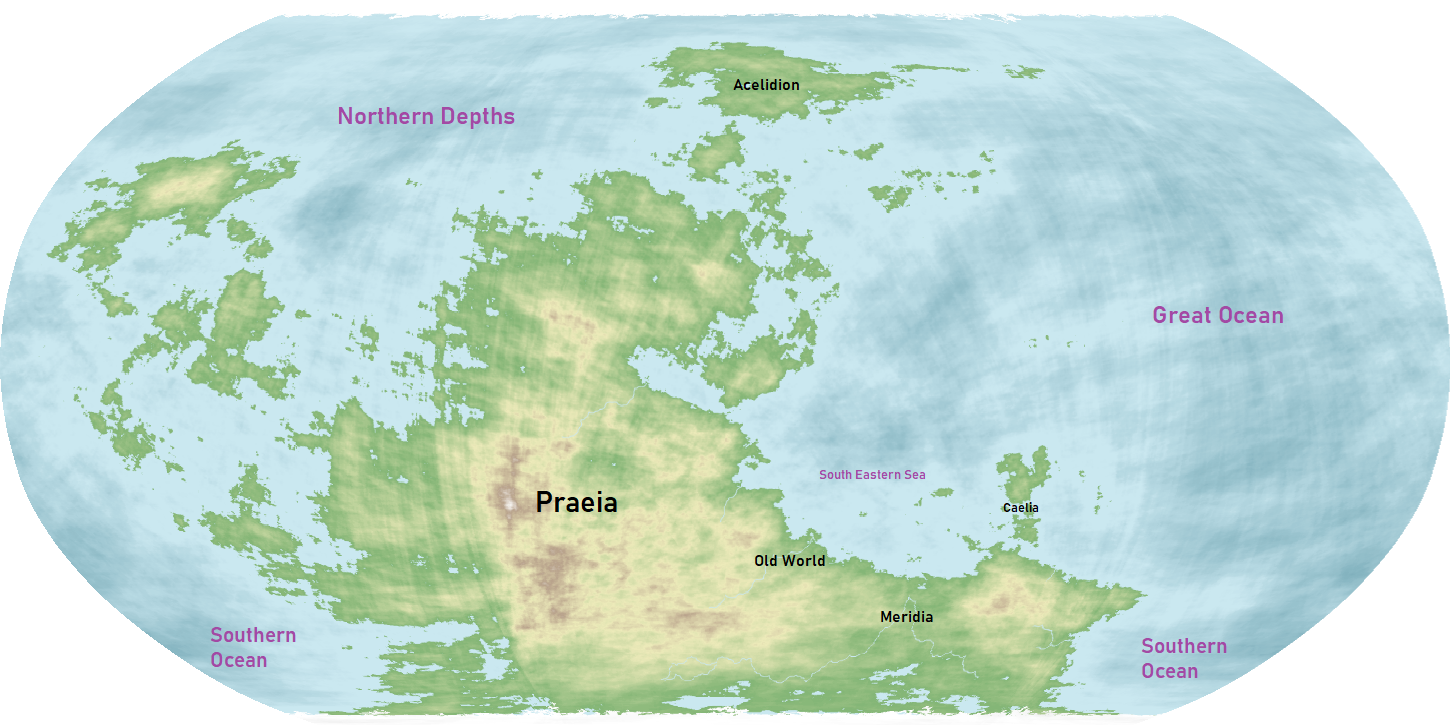 Acelidion
Northern Depths
Great Ocean
South Eastern Sea
Praeia
Caelia
Old World
Meridia
Southern
Ocean
Southern
Ocean